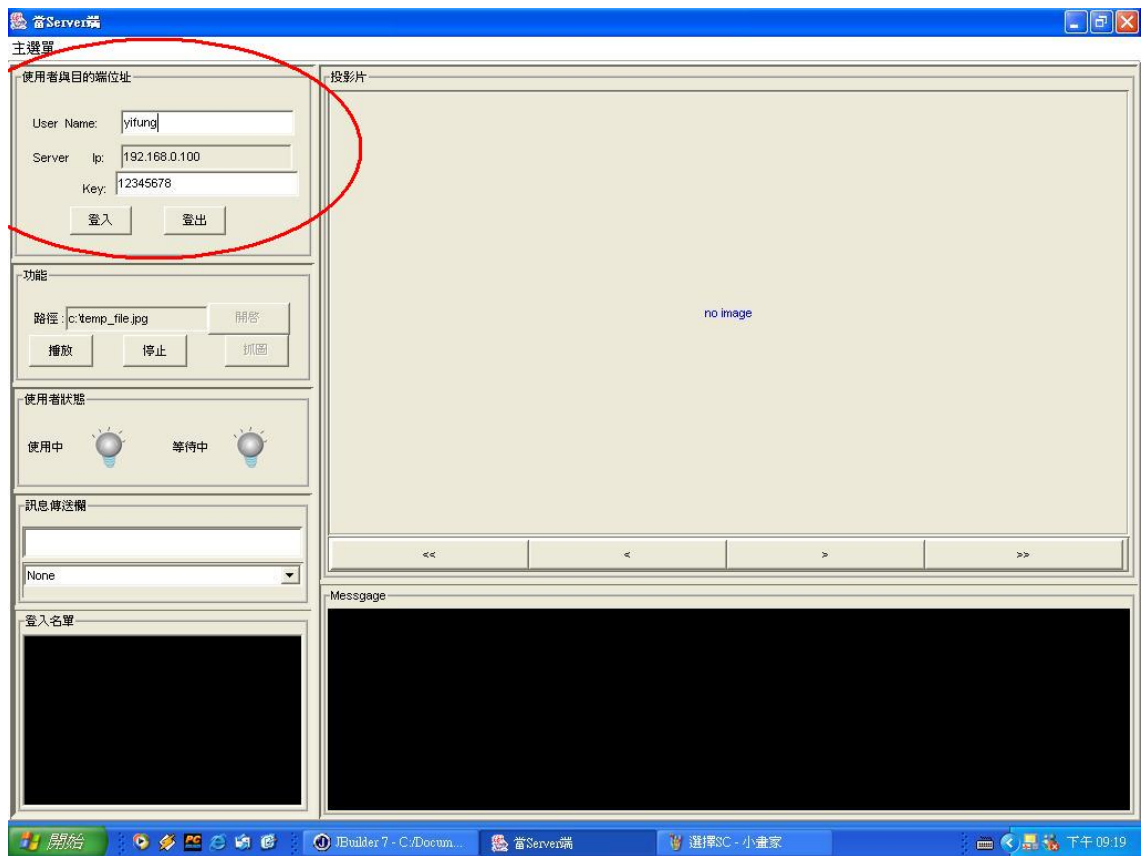 當Server端
主選單
使用者與目的端位址
User Name: yifung
Server Ip: 192.168.0.100
Key: 12345678
登入 登出
功能
路徑 : c:\temp_file.jpg 開啓
播放 停止 抓圖
使用者狀態
使用中 等待中
訊息傳送欄
None
登入名單
投影片
no image
<< < > >>
Messgage
開始 JBuilder 7 - C:/Docum... 當Server端 選擇SC - 小畫家 下午 09:19